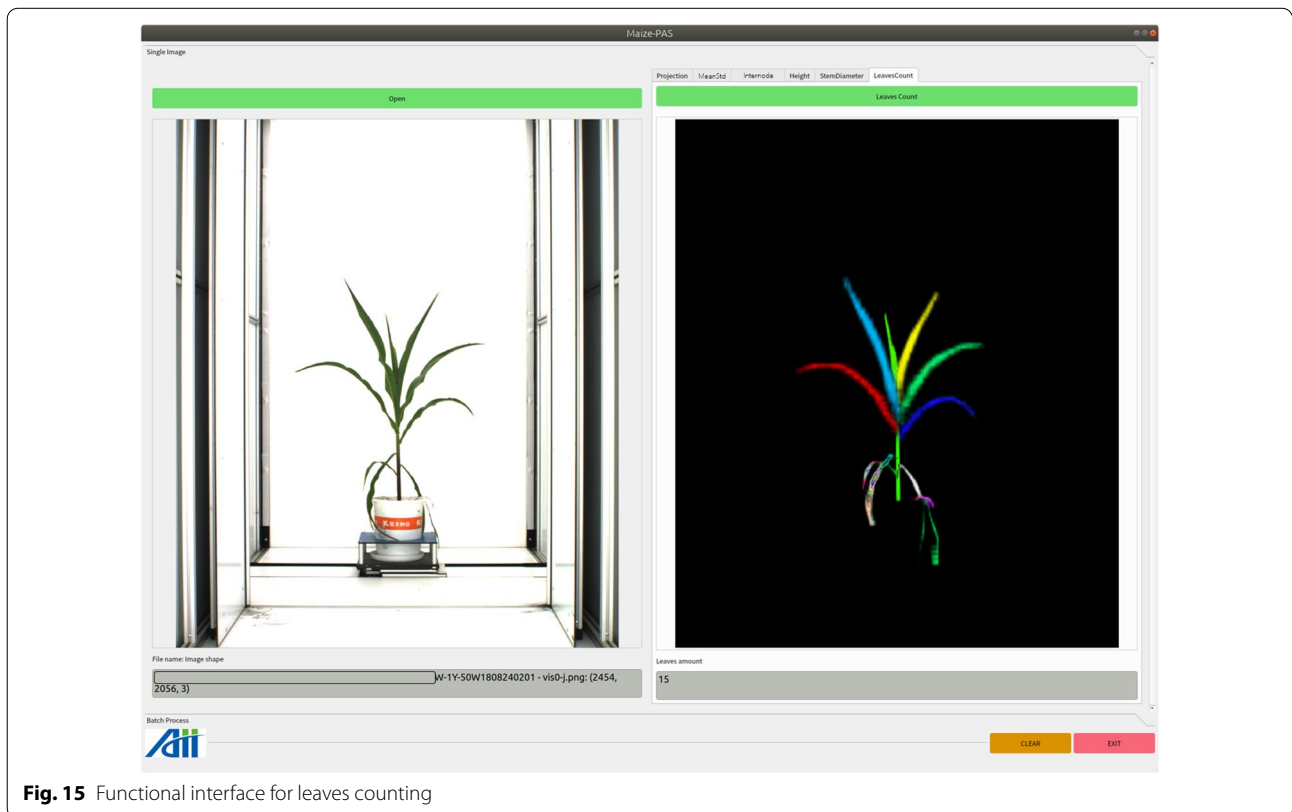 Maize-PAS
Single Image
Projection MeanStd Internode Height StemDiameter LeavesCount
Open
Leaves Count
File name: Image shape
W-1Y-50W1808240201 - vis0-j.png: (2454,
2056, 3)
Leaves amount
15
Batch Process
AII
CLEAR
EXIT
Fig. 15 Functional interface for leaves counting